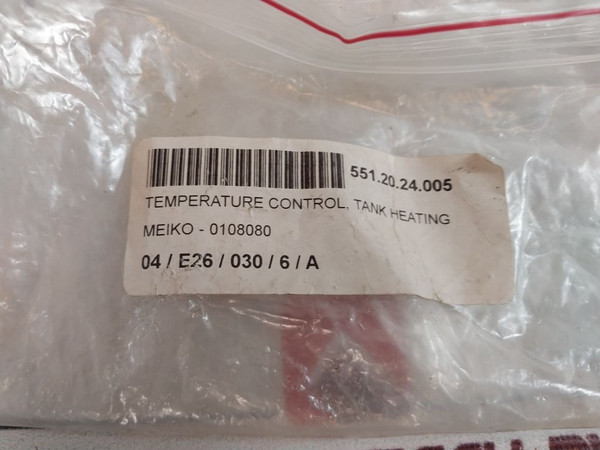 551.20.24.005
TEMPERATURE CONTROL, TANK HEATING
MEIKO - 0108080
04 / E26 / 030 / 6 / A